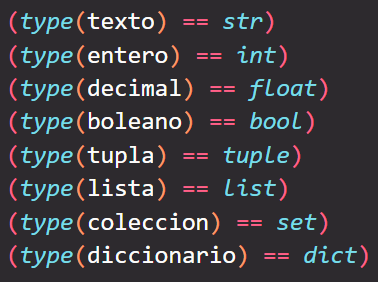 (type(texto) == str)
(type(entero) == int)
(type(decimal) == float)
(type(boleano) == bool)
(type(tupla) == tuple)
(type(lista) == list)
(type(coleccion) == set)
(type(diccionario) == dict)